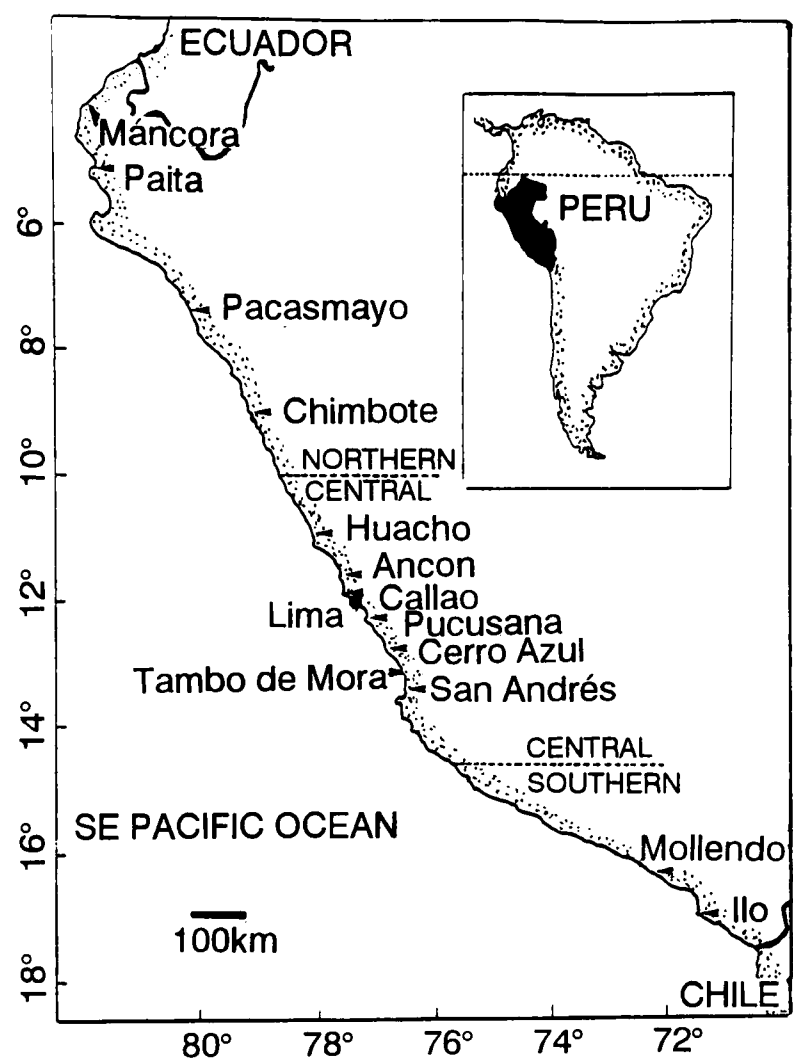 ECUADOR
Máncora
Paita
PERU
6°
Pacasmayo
8°
Chimbote
NORTHERN
10°
CENTRAL
Huacho
Ancon
Callao
12°
Lima
Pucusana
Cerro Azul
Tambo de Mora
San Andrés
14°
CENTRAL
SOUTHERN
SE PACIFIC OCEAN
16°
Mollendo
Ilo
100km
18°
CHILE
80° 78° 76° 74° 72°